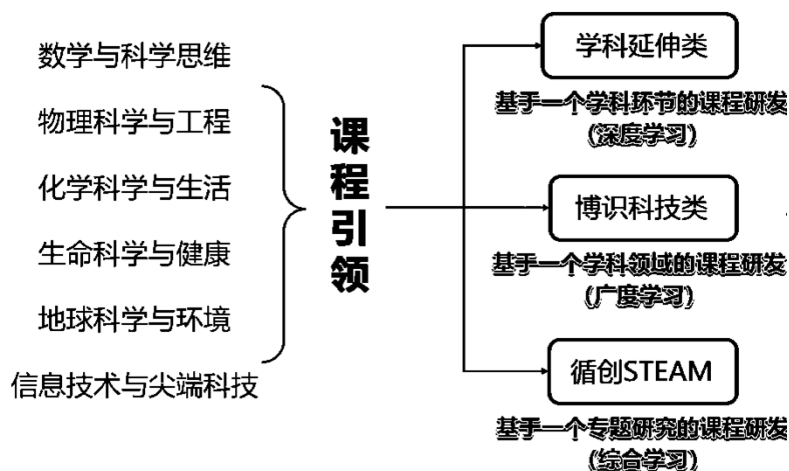 数学与科学思维
物理科学与工程
化学科学与生活
生命科学与健康
地球科学与环境
信息技术与尖端科技
课程引领
学科延伸类
基于一个学科环节的课程研发
（深度学习）
博识科技类
基于一个学科领域的课程研发
（广度学习）
循创STEAM
基于一个专题研究的课程研发
（综合学习）